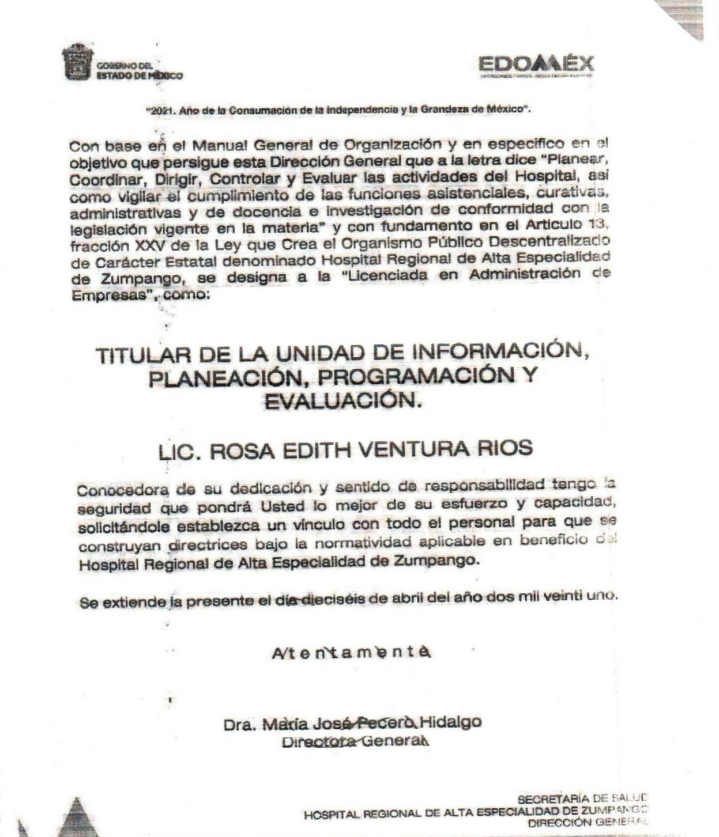 GOBIERNO DEL
ESTADO DE MÉXICO
EDOMÉX
"2021. Año de la Consumación de la Independencia y la Grandeza de México".
Con base en el Manual General de Organización y en especifico en el
objetivo que persigue esta Dirección General que a la letra dice "Planear,
Coordinar, Dirigir, Controlar y Evaluar las actividades del Hospital, así
como vigilar el cumplimiento de las funciones asistenciales, curativas,
administrativas y de docencia e investigación de conformidad con la
legislación vigente en la materia" y con fundamento en el Articulo 13,
fracción XXV de la Ley que Crea el Organismo Público Descentralizado
de Carácter Estatal denominado Hospital Regional de Alta Especialidad
de Zumpango, se designa a la "Licenciada en Administración de
Empresas", como:
TITULAR DE LA UNIDAD DE INFORMACIÓN,
PLANEACIÓN, PROGRAMACIÓN Y
EVALUACIÓN.
LIC. ROSA EDITH VENTURA RIOS
Conocedora de su dedicación y sentido de responsabilidad tengo la
seguridad que pondrá Usted lo mejor de su esfuerzo y capacidad,
solicitándole establezca un vínculo con todo el personal para que se
construyan directrices bajo la normatividad aplicable en beneficio del
Hospital Regional de Alta Especialidad de Zumpango.
Se extiende la presente el día dieciséis de abril del año dos mil veinti uno.
A t e n t a m e n t e
Dra. María José Pecero Hidalgo
Directora General
SECRETARÍA DE SALUD
HOSPITAL REGIONAL DE ALTA ESPECIALIDAD DE ZUMPANGO
DIRECCIÓN GENERAL